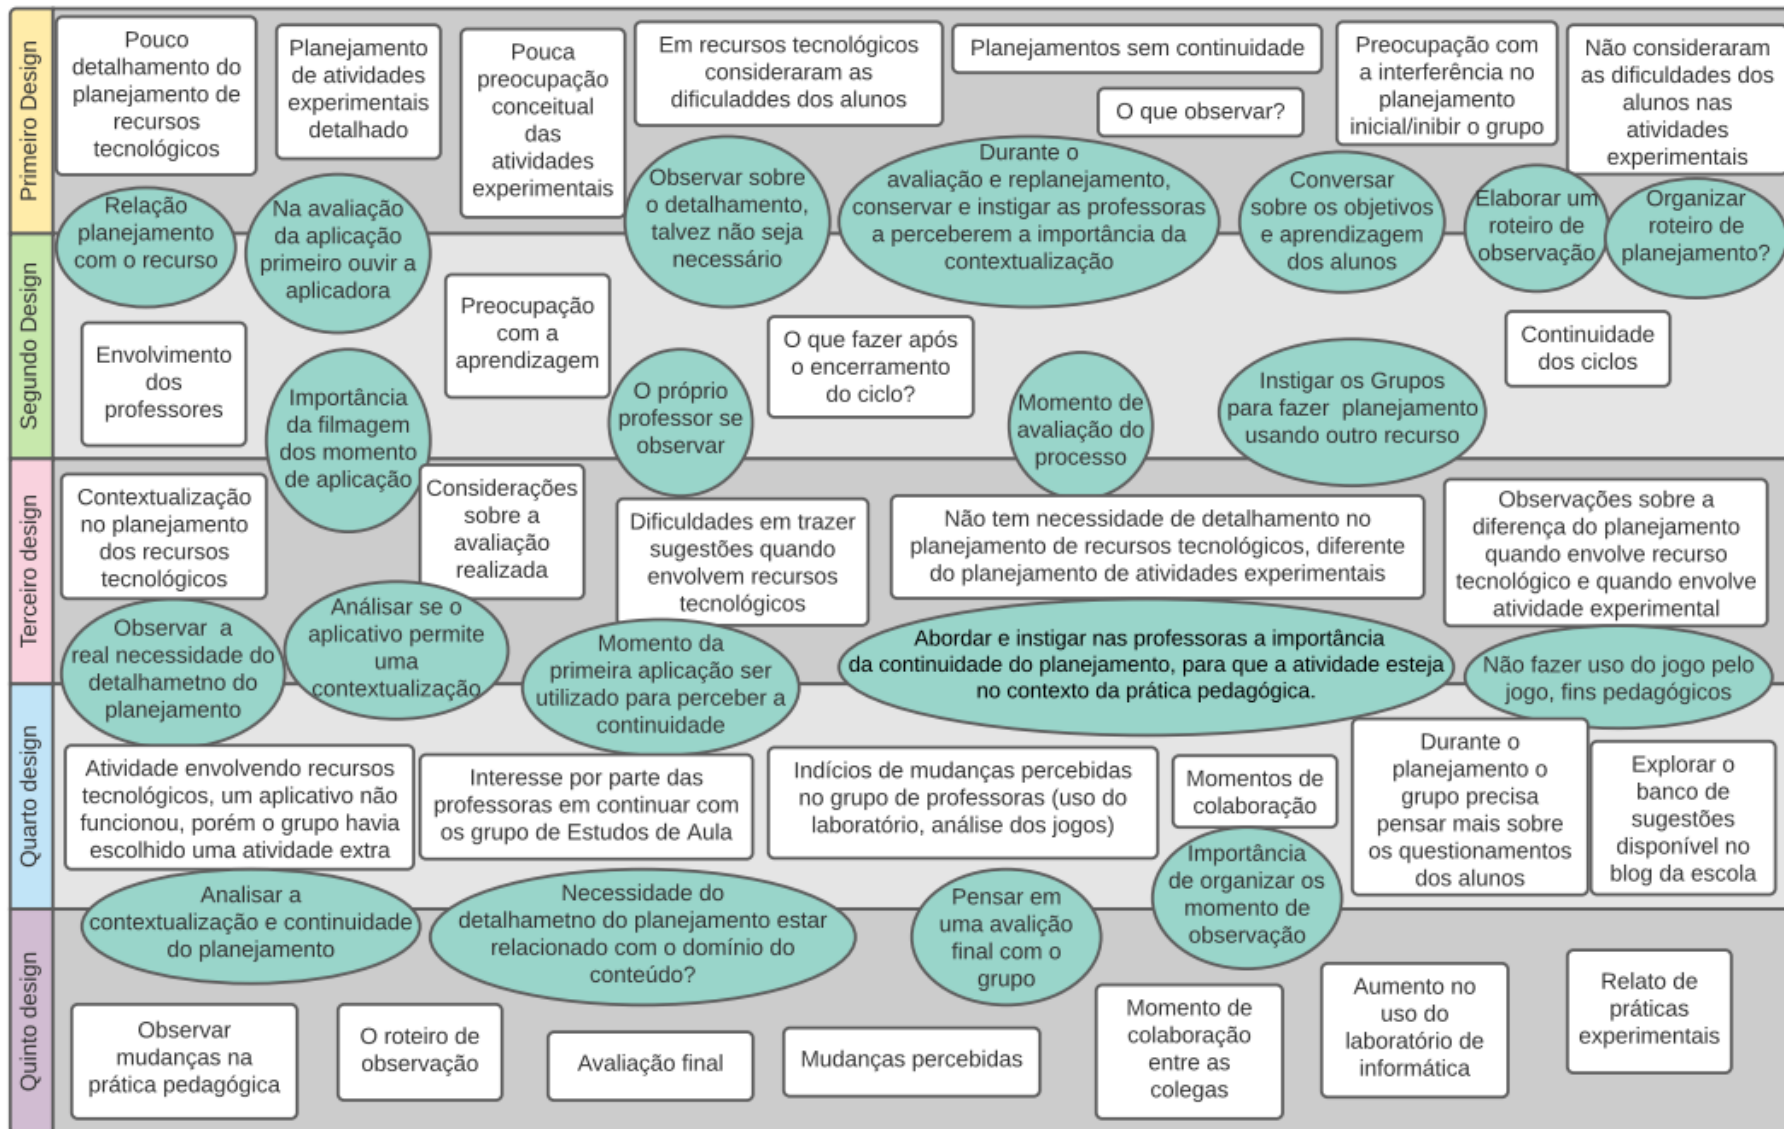 Primeiro Design
Pouco
detalhamento do
planejamento de
recursos
tecnológicos
Planejamento
de atividades
experimentais
detalhado
Pouca
preocupação
conceitual
das
atividades
experimentais
Em recursos tecnológicos
consideraram as
dificuladdes dos alunos
Planejamentos sem continuidade
O que observar?
Preocupação com
a interferência no
planejamento
inicial/inibir o grupo
Não consideraram
as dificuldades dos
alunos nas
atividades
experimentais
Relação
planejamento
com o recurso
Na avaliação
da aplicação
primeiro ouvir a
aplicadora
Observar sobre
o detalhamento,
talvez não seja
necessário
Durante o
avaliação e replanejamento,
conservar e instigar as professoras
a perceberem a importância da
contextualização
Conversar
sobre os objetivos
e aprendizagem
dos alunos
Elaborar um
roteiro de
observação
Organizar
roteiro de
planejamento?
Segundo Design
Envolvimento
dos
professores
Preocupação
com a
aprendizagem
O que fazer após
o encerramento
do ciclo?
Continuidade
dos ciclos
Importância
da filmagem
dos momento
de aplicação
O próprio
professor se
observar
Momento de
avaliação do
processo
Instigar os Grupos
para fazer planejamento
usando outro recurso
Terceiro design
Contextualização
no planejamento
dos recursos
tecnológicos
Considerações
sobre a
avaliação
realizada
Dificuldades em trazer
sugestões quando
envolvem recursos
tecnológicos
Não tem necessidade de detalhamento no
planejamento de recursos tecnológicos, diferente
do planejamento de atividades experimentais
Observações sobre a
diferença do planejamento
quando envolve recurso
tecnológico e quando envolve
atividade experimental
Observar a
real necessidade do
detalhametno do
planejamento
Análisar se o
aplicativo permite
uma
contextualização
Momento da
primeira aplicação ser
utilizado para perceber a
continuidade
Abordar e instigar nas professoras a importância
da continuidade do planejamento, para que a atividade esteja
no contexto da prática pedagógica.
Não fazer uso do jogo pelo
jogo, fins pedagógicos
Quarto design
Atividade envolvendo recursos
tecnológicos, um aplicativo não
funcionou, porém o grupo havia
escolhido uma atividade extra
Interesse por parte das
professoras em continuar com
os grupo de Estudos de Aula
Indícios de mudanças percebidas
no grupo de professoras (uso do
laboratório, análise dos jogos)
Momentos de
colaboração
Durante o
planejamento o
grupo precisa
pensar mais sobre
os questionamentos
dos alunos
Explorar o
banco de
sugestões
disponível no
blog da escola
Analisar a
contextualização e continuidade
do planejamento
Necessidade do
detalhametno do planejamento estar
relacionado com o domínio do
conteúdo?
Pensar em
uma avalição
final com o
grupo
Importância
de organizar os
momento de
observação
Quinto design
Observar
mudanças na
prática pedagógica
O roteiro de
observação
Avaliação final
Mudanças percebidas
Momento de
colaboração
entre as
colegas
Aumento no
uso do
laboratório de
informática
Relato de
práticas
experimentais